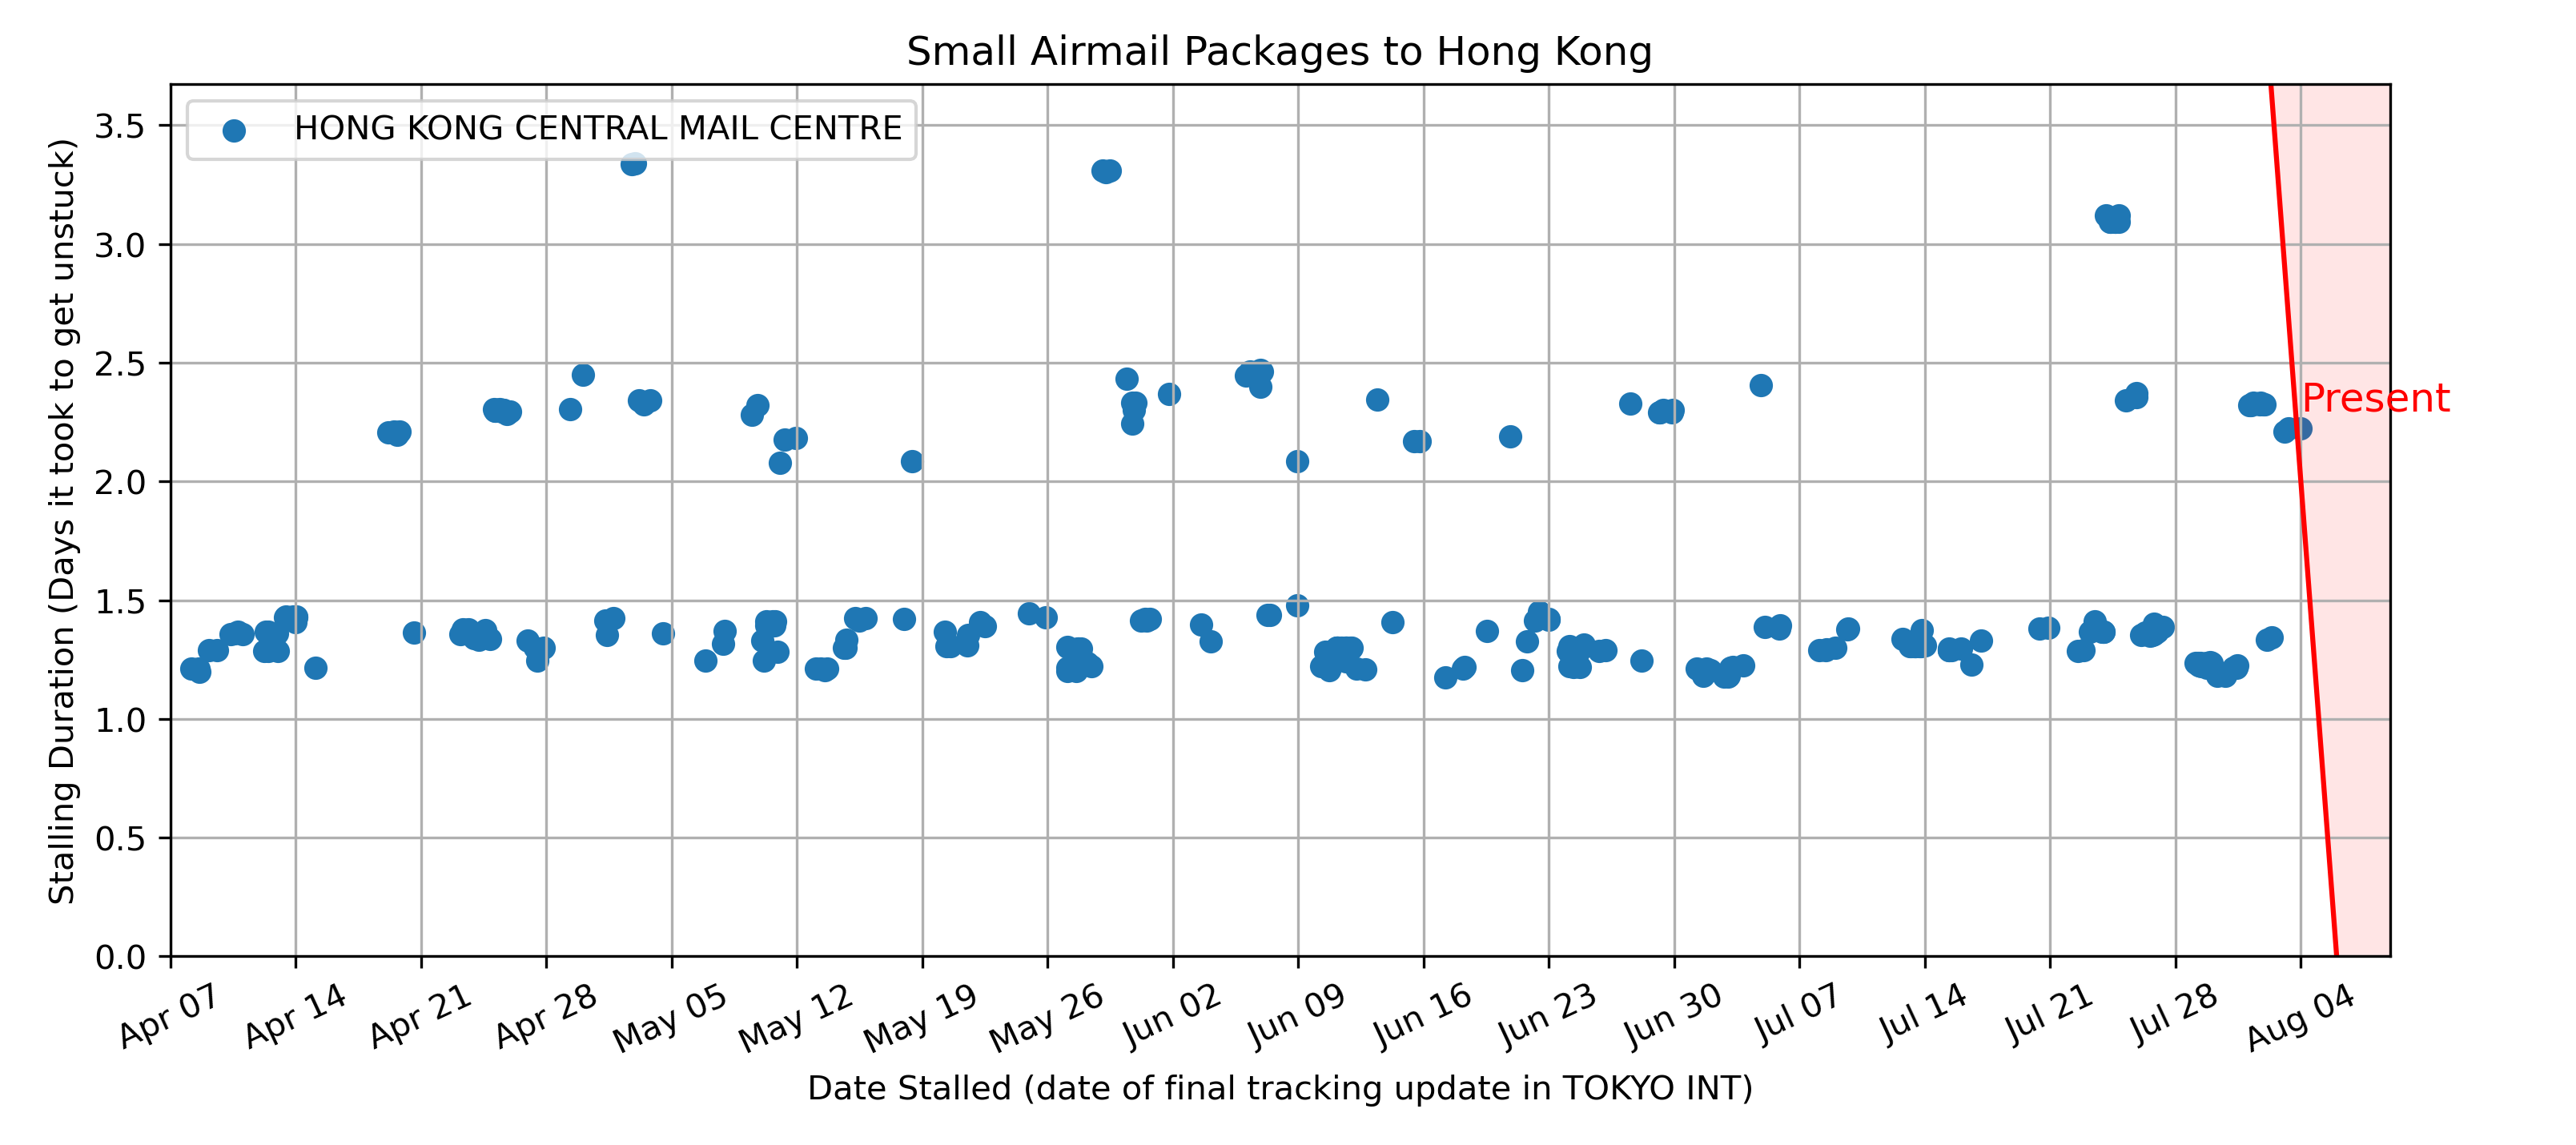 Small Airmail Packages to Hong Kong
HONG KONG CENTRAL MAIL CENTRE
Stalling Duration (Days it took to get unstuck)
3.5
3.0
2.5
2.0
1.5
1.0
0.5
0.0
Present
Apr 07
Apr 14
Apr 21
Apr 28
May 05
May 12
May 19
May 26
Jun 02
Jun 09
Jun 16
Jun 23
Jun 30
Jul 07
Jul 14
Jul 21
Jul 28
Aug 04
Date Stalled (date of final tracking update in TOKYO INT)